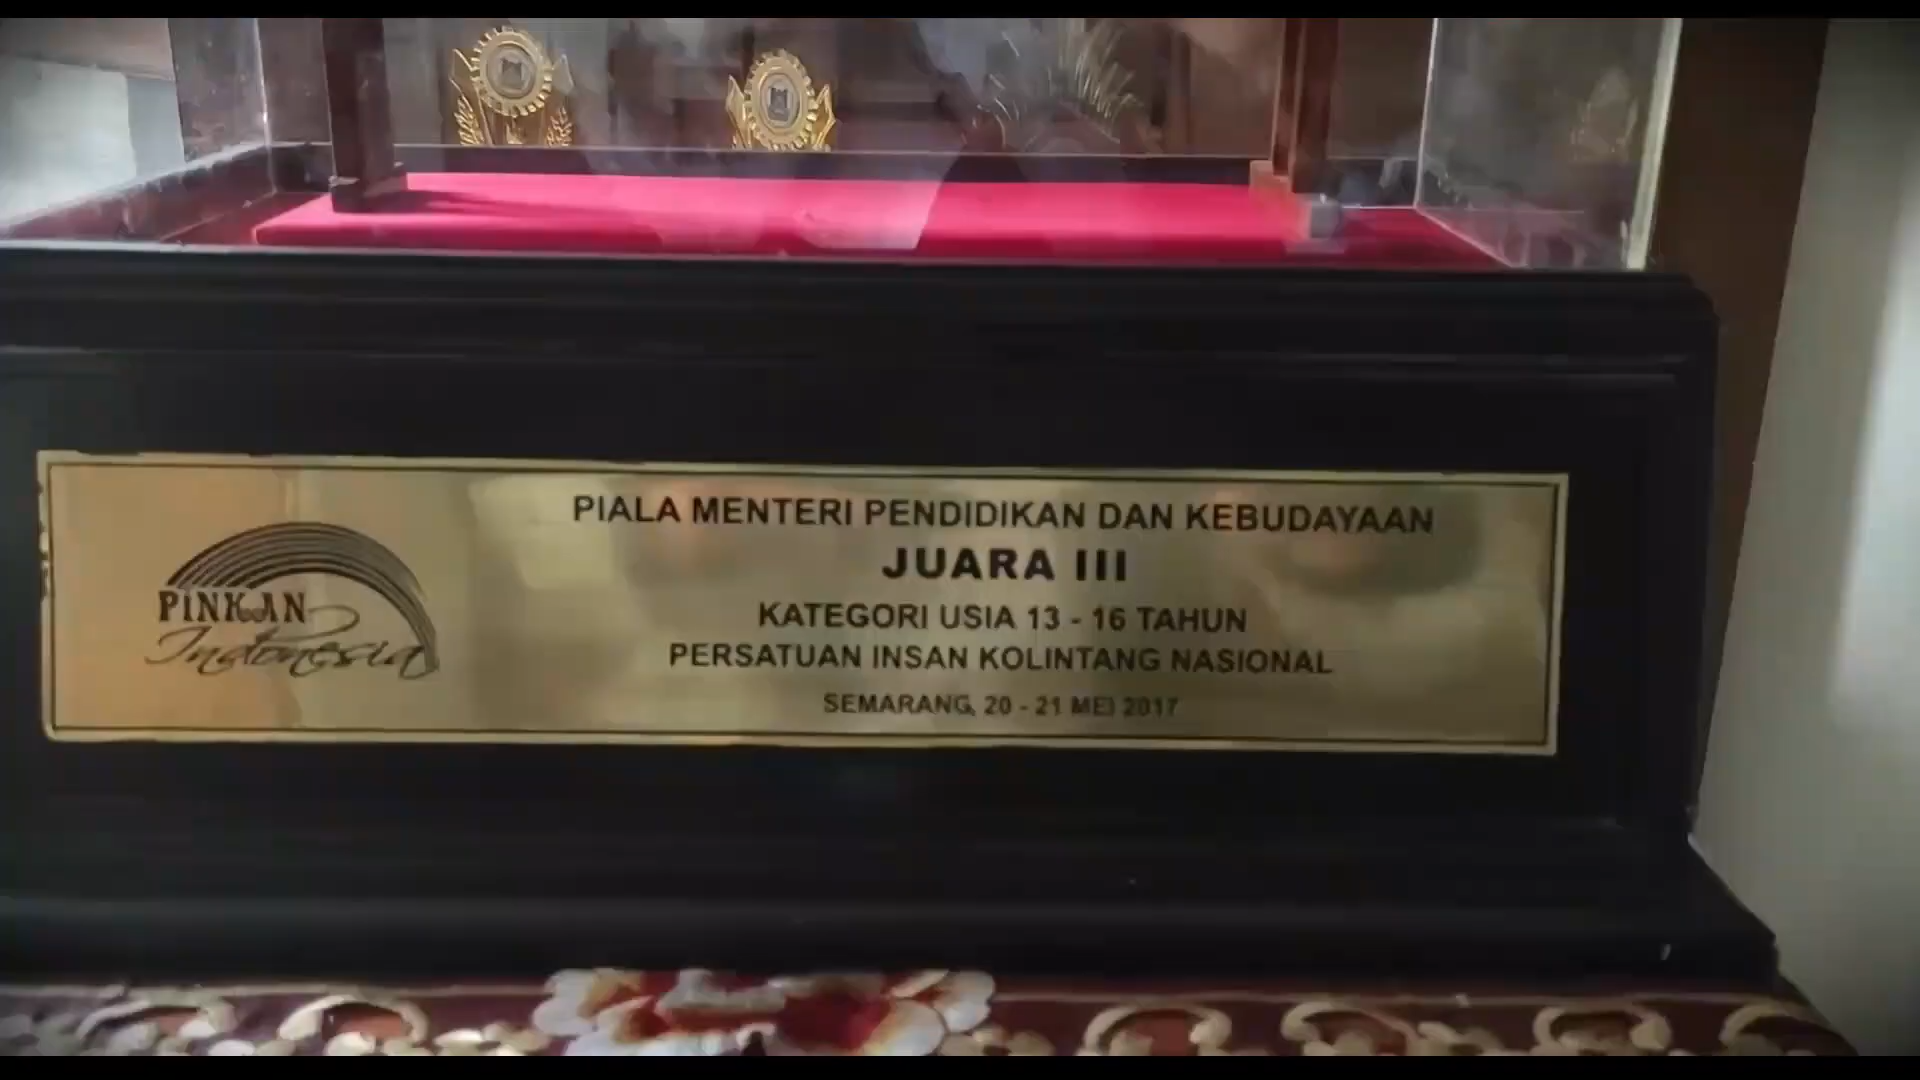 PINKAN
Indonesia
PIALA MENTERI PENDIDIKAN DAN KEBUDAYAAN
JUARA III
KATEGORI USIA 13 - 16 TAHUN
PERSATUAN INSAN KOLINTANG NASIONAL
SEMARANG, 20 - 21 MEI 2017